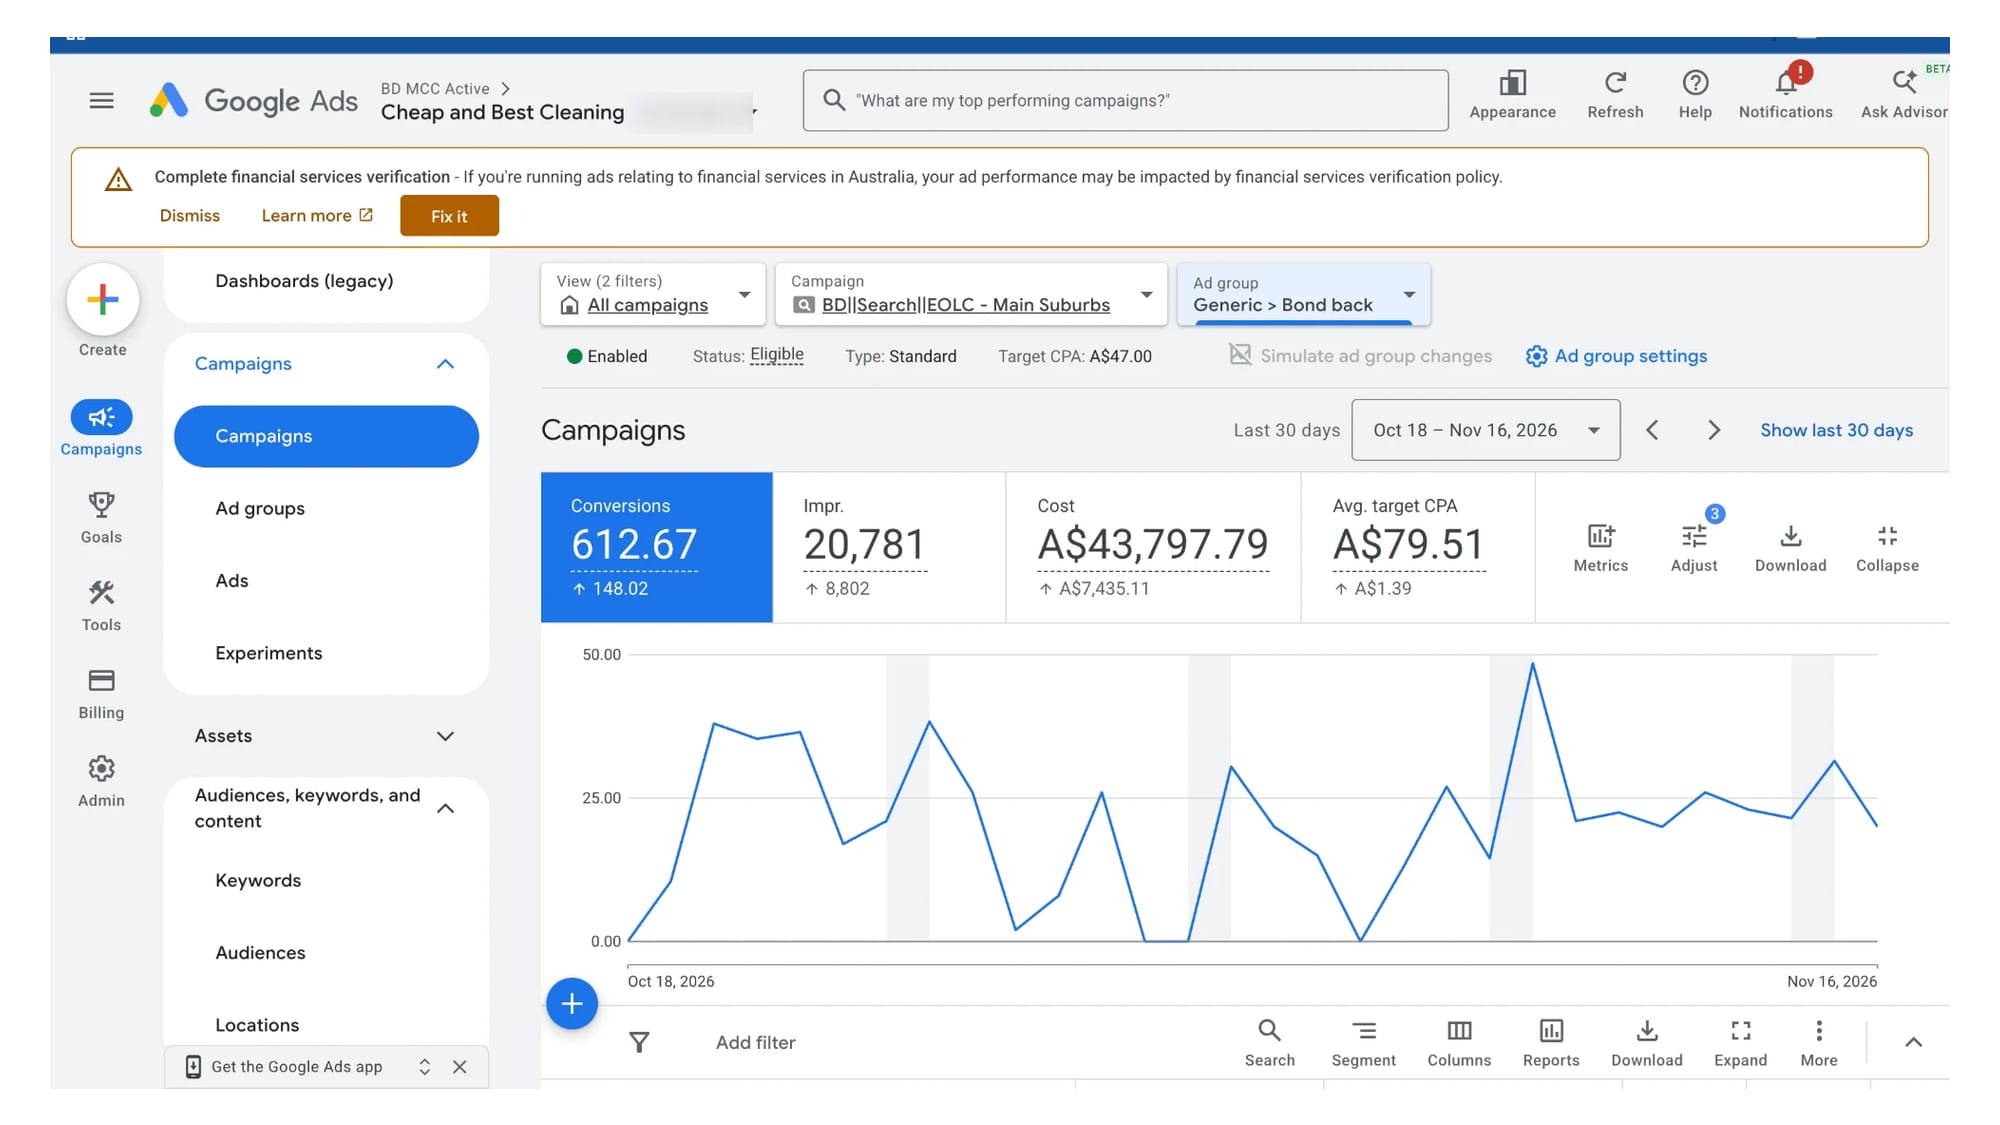 Google Ads
BD MCC Active
Cheap and Best Cleaning
"What are my top performing campaigns?"
Appearance
Refresh
Help
!
Notifications
BETA
Ask Advisor
Complete financial services verification - If you're running ads relating to financial services in Australia, your ad performance may be impacted by financial services verification policy.
Dismiss
Learn more
Fix it
Create
Campaigns
Goals
Tools
Billing
Admin
Dashboards (legacy)
Campaigns
Campaigns
Ad groups
Ads
Experiments
Assets
Audiences, keywords, and
content
Keywords
Audiences
Locations
Get the Google Ads app
View (2 filters)
All campaigns
Campaign
BD||Search||EOLC - Main Suburbs
Ad group
Generic > Bond back
Enabled
Status: Eligible
Type: Standard
Target CPA: A$47.00
Simulate ad group changes
Ad group settings
Campaigns
Last 30 days
Oct 18 – Nov 16, 2026
Show last 30 days
Conversions
612.67
↑ 148.02
Impr.
20,781
↑ 8,802
Cost
A$43,797.79
↑ A$7,435.11
Avg. target CPA
A$79.51
↑ A$1.39
Metrics
3
Adjust
Download
Collapse
50.00
25.00
0.00
Oct 18, 2026
Nov 16, 2026
Add filter
Search
Segment
Columns
Reports
Download
Expand
More